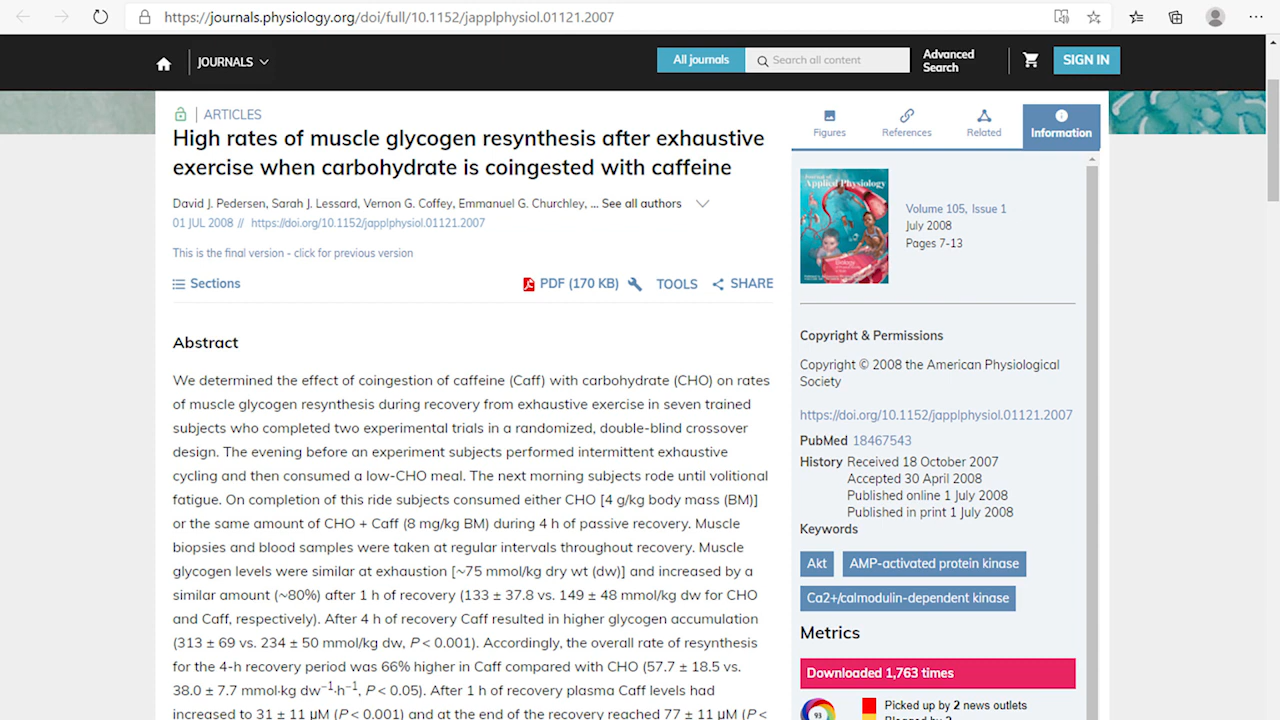 https://journals.physiology.org/doi/full/10.1152/japplphysiol.01121.2007
JOURNALS
All journals
Search all content
Advanced
Search
SIGN IN
ARTICLES
High rates of muscle glycogen resynthesis after exhaustive
exercise when carbohydrate is coingested with caffeine
David J. Pedersen, Sarah J. Lessard, Vernon G. Coffey, Emmanuel G. Churchley, ... See all authors
01 JUL 2008 // https://doi.org/10.1152/japplphysiol.01121.2007
This is the final version - click for previous version
Sections
PDF (170 KB)
TOOLS
SHARE
Abstract
We determined the effect of coingestion of caffeine (Caff) with carbohydrate (CHO) on rates
of muscle glycogen resynthesis during recovery from exhaustive exercise in seven trained
subjects who completed two experimental trials in a randomized, double-blind crossover
design. The evening before an experiment subjects performed intermittent exhaustive
cycling and then consumed a low-CHO meal. The next morning subjects rode until volitional
fatigue. On completion of this ride subjects consumed either CHO [4 g/kg body mass (BM)]
or the same amount of CHO + Caff (8 mg/kg BM) during 4 h of passive recovery. Muscle
biopsies and blood samples were taken at regular intervals throughout recovery. Muscle
glycogen levels were similar at exhaustion [~75 mmol/kg dry wt (dw)] and increased by a
similar amount (~80%) after 1 h of recovery (133 ± 37.8 vs. 149 ± 48 mmol/kg dw for CHO
and Caff, respectively). After 4 h of recovery Caff resulted in higher glycogen accumulation
(313 ± 69 vs. 234 ± 50 mmol/kg dw, P < 0.001). Accordingly, the overall rate of resynthesis
for the 4-h recovery period was 66% higher in Caff compared with CHO (57.7 ± 18.5 vs.
38.0 ± 7.7 mmol·kg dw⁻¹·h⁻¹, P < 0.05). After 1 h of recovery plasma Caff levels had
increased to 31 ± 11 μM (P < 0.001) and at the end of the recovery reached 77 ± 11 μM (P <
Figures
References
Related
Information
Journal of
Applied Physiology
Volume 105, Issue 1
July 2008
Pages 7-13
Copyright & Permissions
Copyright © 2008 the American Physiological
Society
https://doi.org/10.1152/japplphysiol.01121.2007
PubMed 18467543
History Received 18 October 2007
Accepted 30 April 2008
Published online 1 July 2008
Published in print 1 July 2008
Keywords
Akt
AMP-activated protein kinase
Ca2+/calmodulin-dependent kinase
Metrics
Downloaded 1,763 times
93
Picked up by 2 news outlets
Blogged by 2